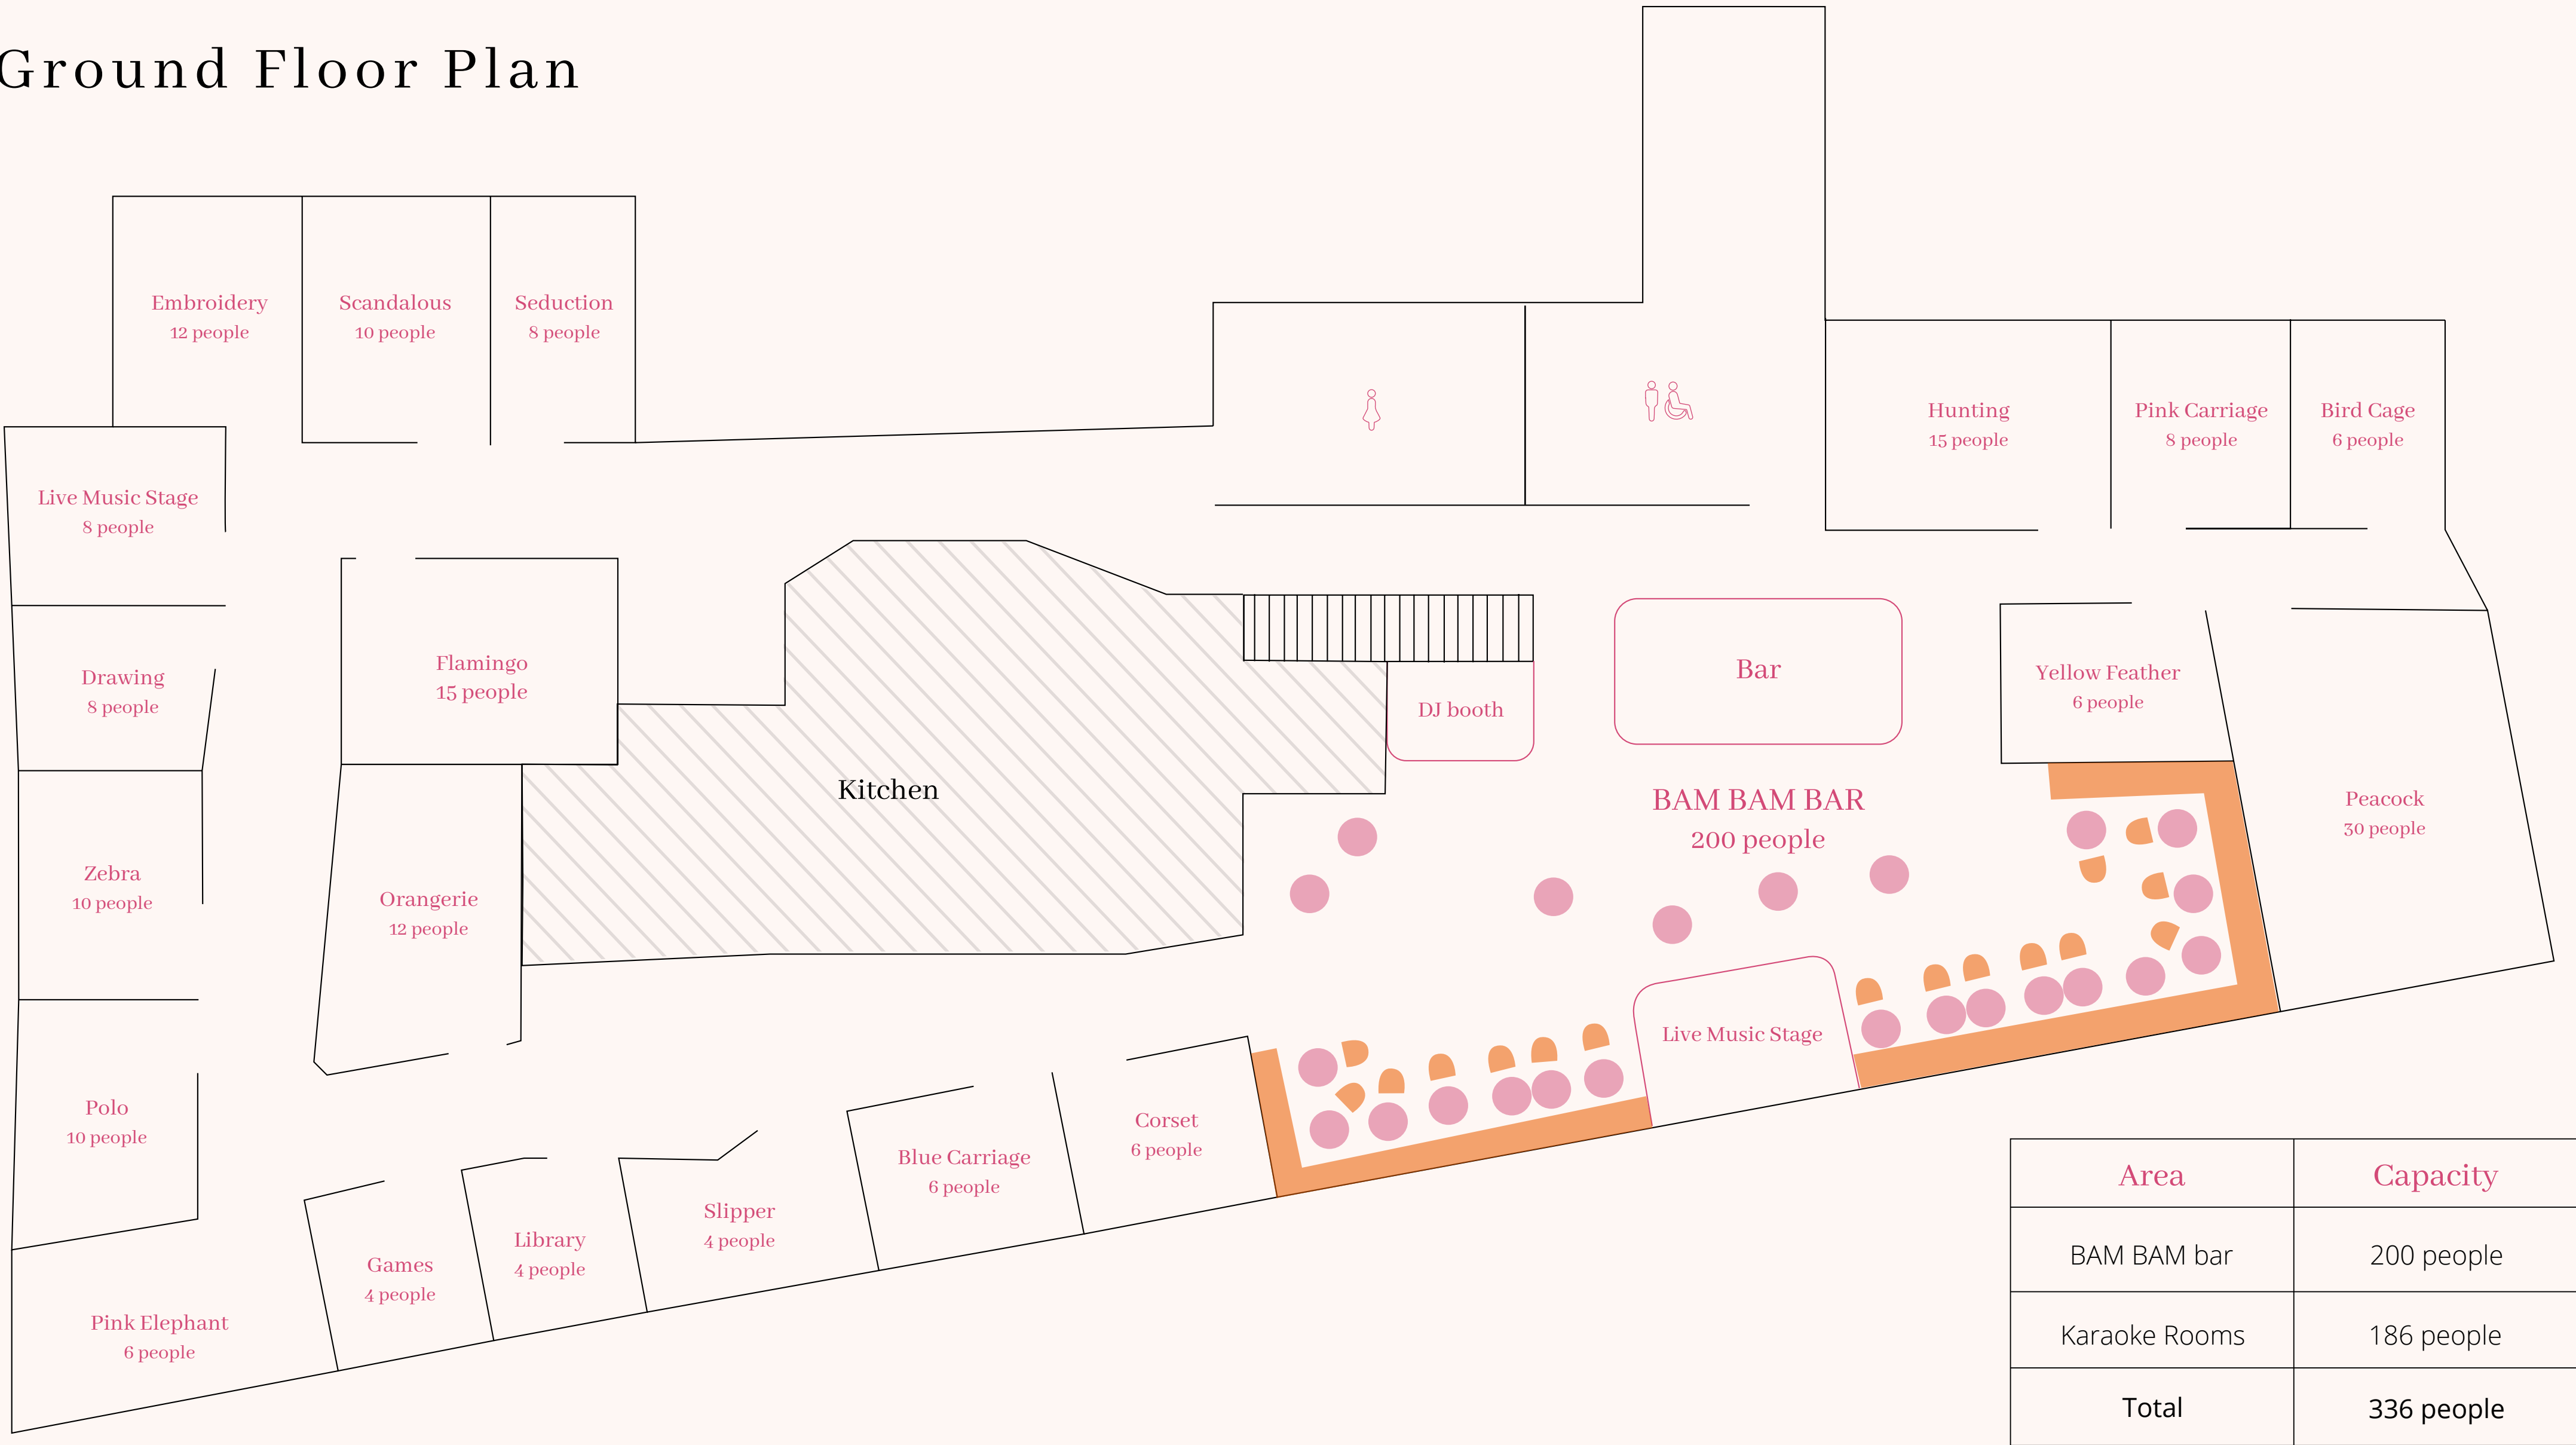 Ground Floor Plan
Embroidery
12 people
Scandalous
10 people
Seduction
8 people
Hunting
15 people
Pink Carriage
8 people
Bird Cage
6 people
Live Music Stage
8 people
Flamingo
15 people
Drawing
8 people
Bar
DJ booth
Yellow Feather
6 people
Kitchen
BAM BAM BAR
200 people
Peacock
30 people
Zebra
10 people
Orangerie
12 people
Live Music Stage
Polo
10 people
Corset
6 people
Blue Carriage
6 people
Slipper
4 people
Library
4 people
Games
4 people
Pink Elephant
6 people
Area Capacity
BAM BAM bar 200 people
Karaoke Rooms 186 people
Total 336 people